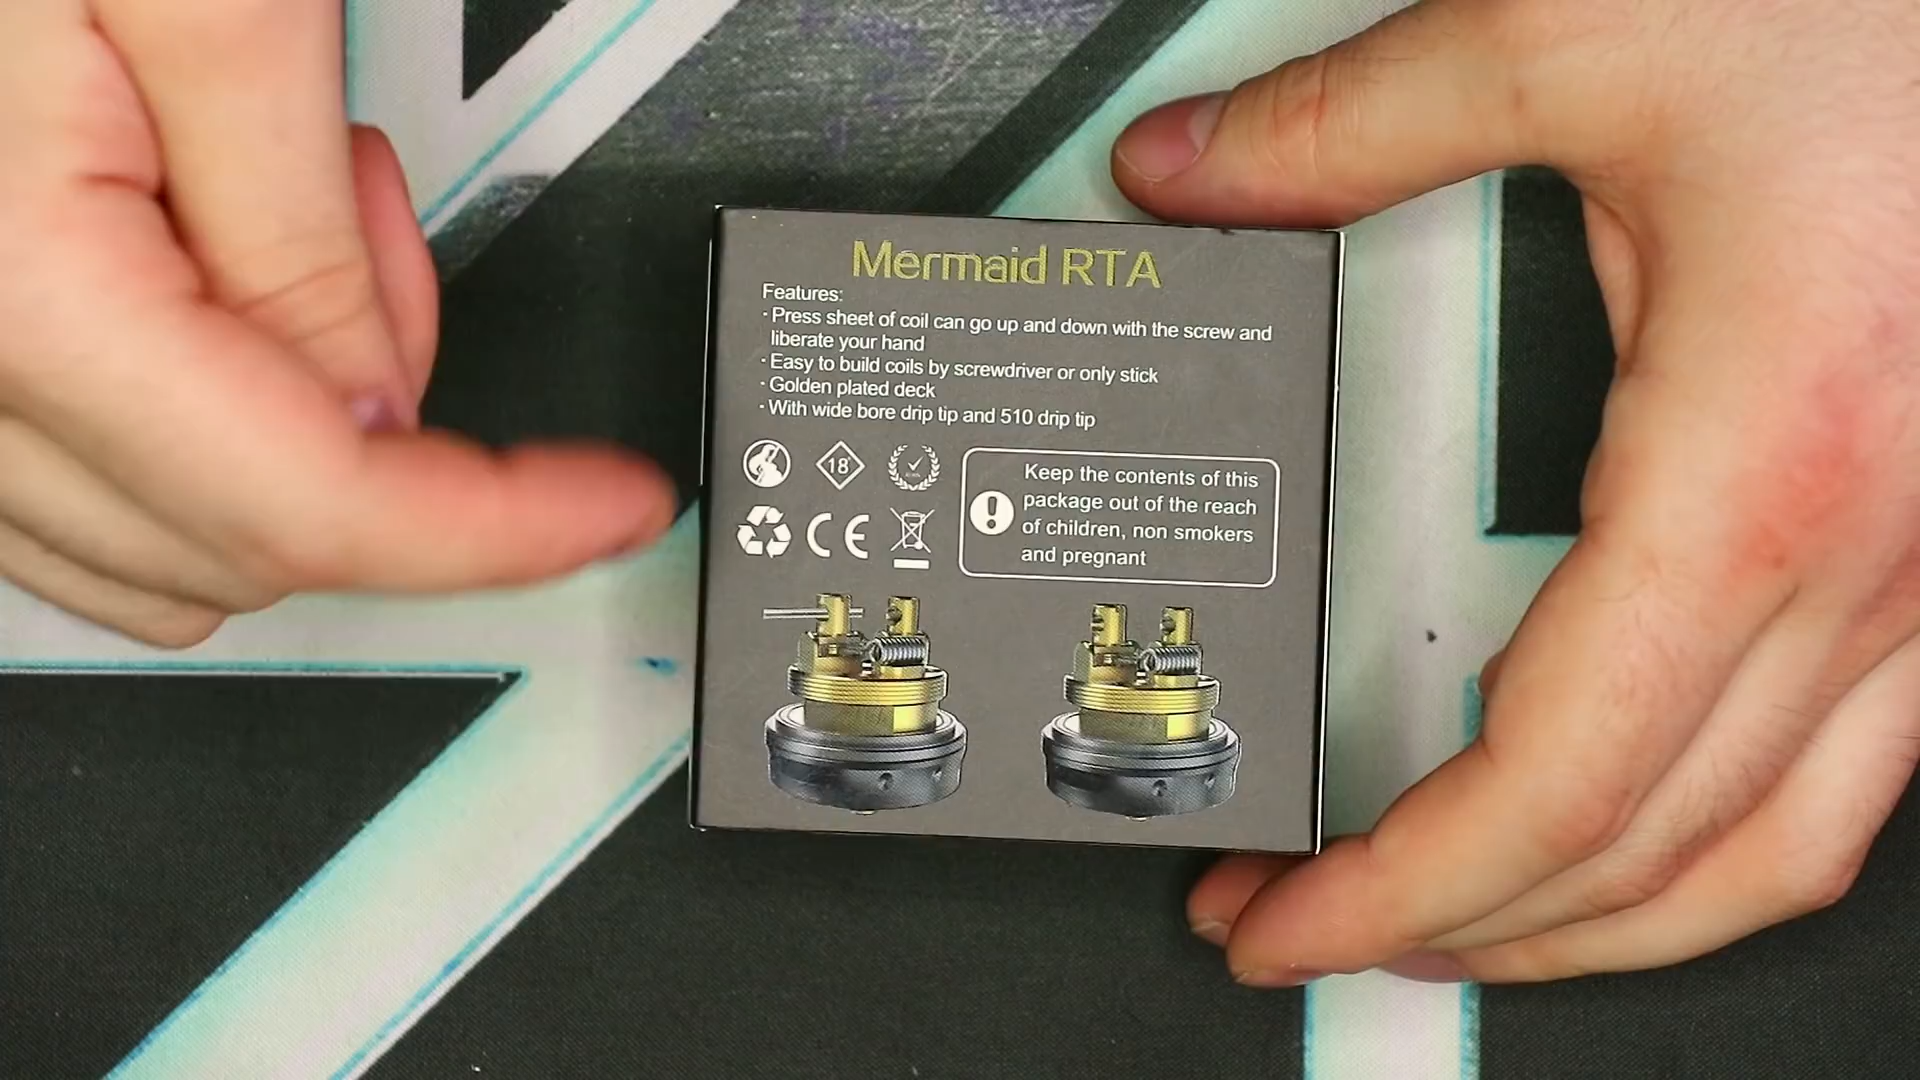 Mermaid RTA
Features:
· Press sheet of coil can go up and down with the screw and
liberate your hand
· Easy to build coils by screwdriver or only stick
· Golden plated deck
· With wide bore drip tip and 510 drip tip
18+
CE
Keep the contents of this
package out of the reach
of children, non smokers
and pregnant